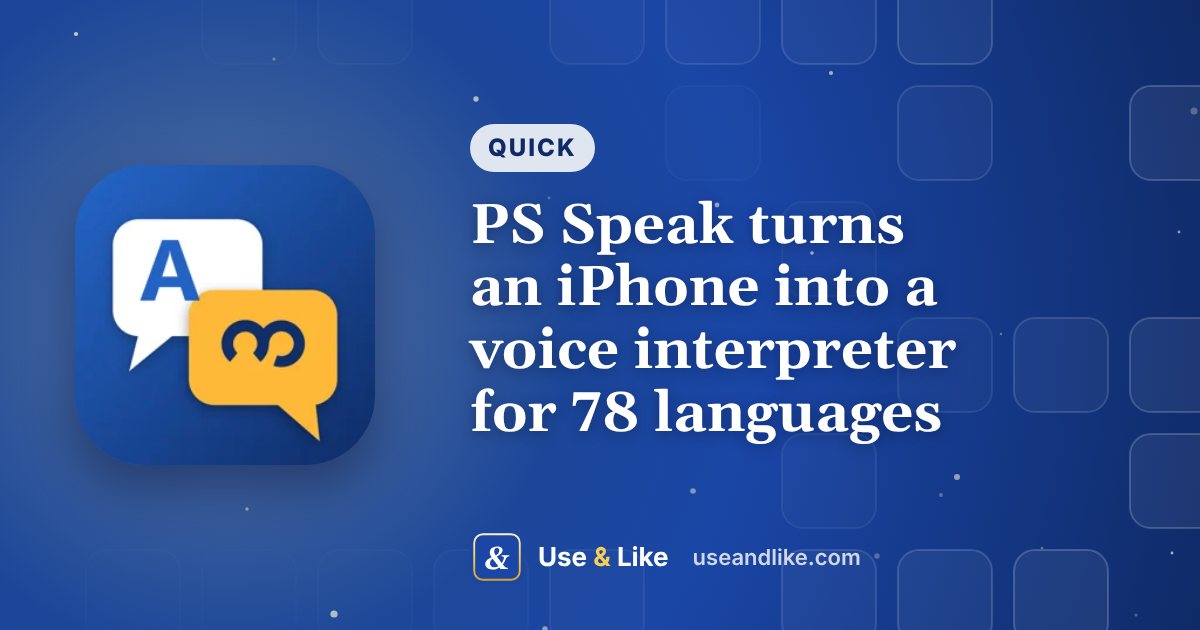 A
თ
QUICK
PS Speak turns
an iPhone into a
voice interpreter
for 78 languages
& Use & Like useandlike.com